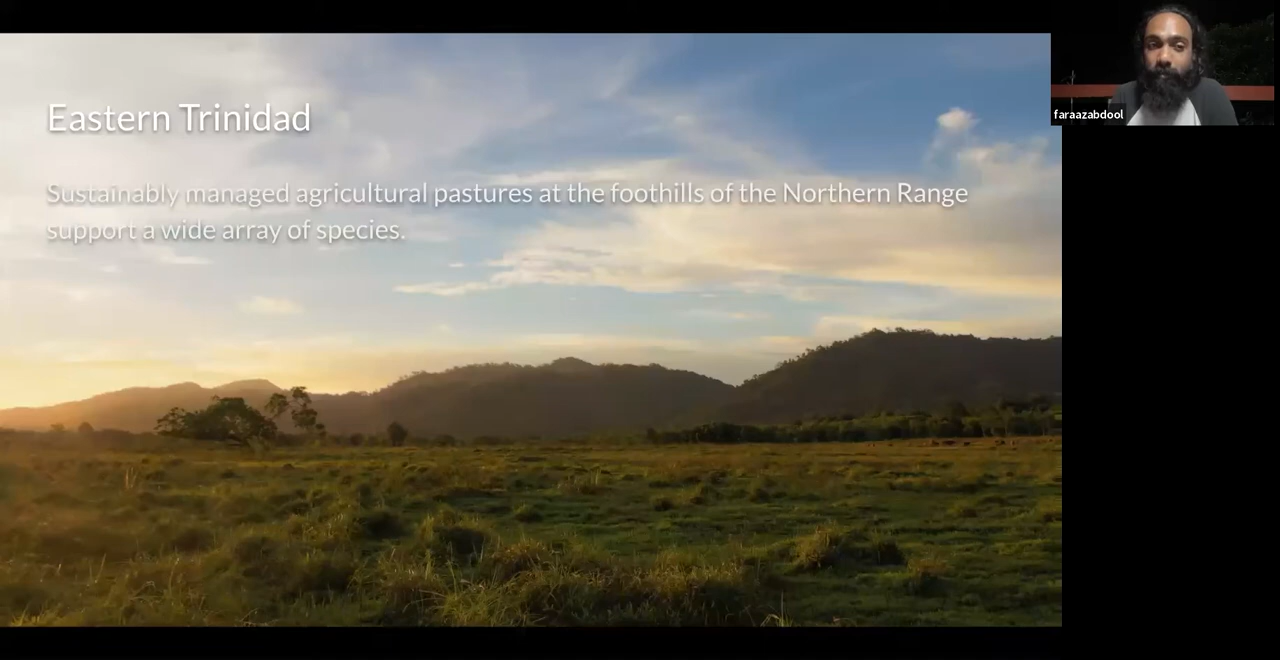 Eastern Trinidad
Sustainably managed agricultural pastures at the foothills of the Northern Range
support a wide array of species.
faraazabdool